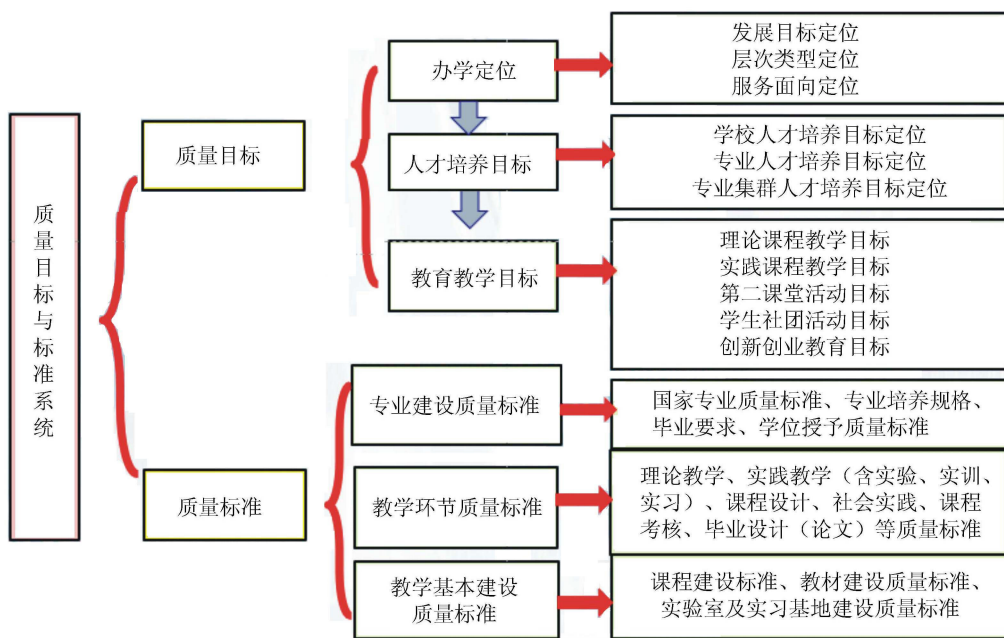 质量目标与标准系统
质量目标
质量标准
办学定位
人才培养目标
教育教学目标
专业建设质量标准
教学环节质量标准
教学基本建设
质量标准
发展目标定位
层次类型定位
服务面向定位
学校人才培养目标定位
专业人才培养目标定位
专业集群人才培养目标定位
理论课程教学目标
实践课程教学目标
第二课堂活动目标
学生社团活动目标
创新创业教育目标
国家专业质量标准、专业培养规格、
毕业要求、学位授予质量标准
理论教学、实践教学（含实验、实训、
实习）、课程设计、社会实践、课程
考核、毕业设计（论文）等质量标准
课程建设标准、教材建设质量标准、
实验室及实习基地建设质量标准